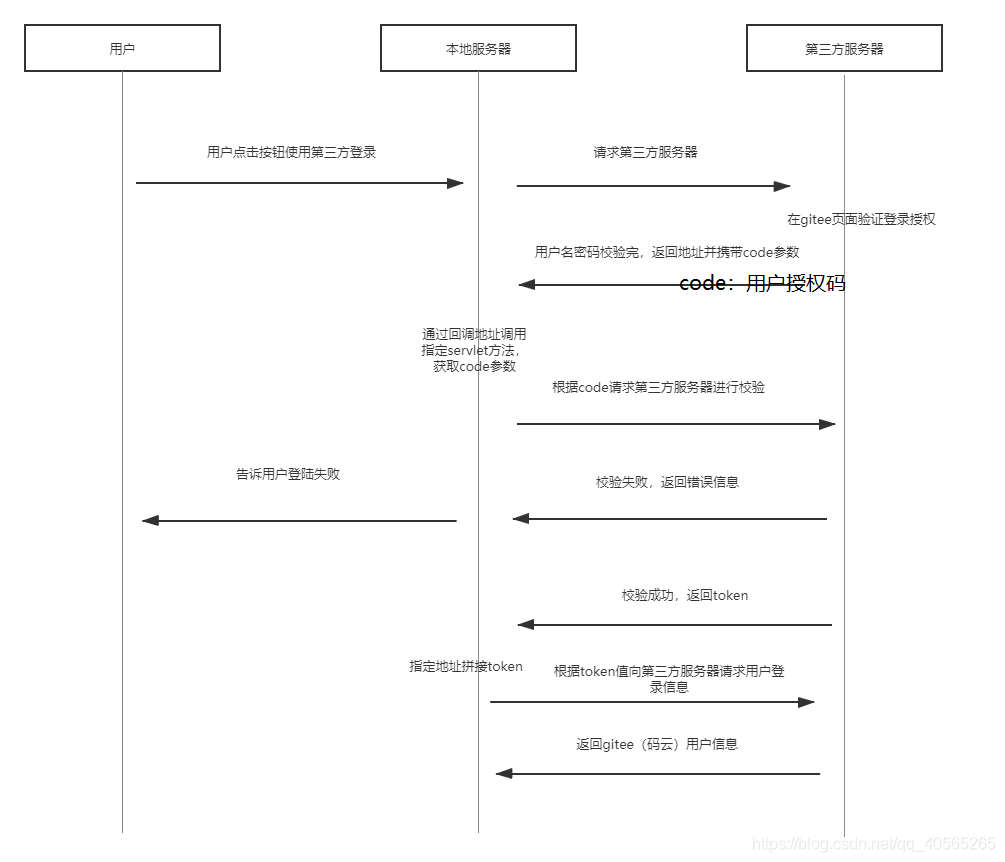 用户
本地服务器
第三方服务器
用户点击按钮使用第三方登录
请求第三方服务器
在gitee页面验证登录授权
用户名密码校验完，返回地址并携带code参数
code：用户授权码
通过回调地址调用
指定servlet方法，
获取code参数
根据code请求第三方服务器进行校验
告诉用户登陆失败
校验失败，返回错误信息
校验成功，返回token
指定地址拼接token
根据token值向第三方服务器请求用户登
录信息
返回gitee（码云）用户信息
https://blog.csdn.net/qq_40565265